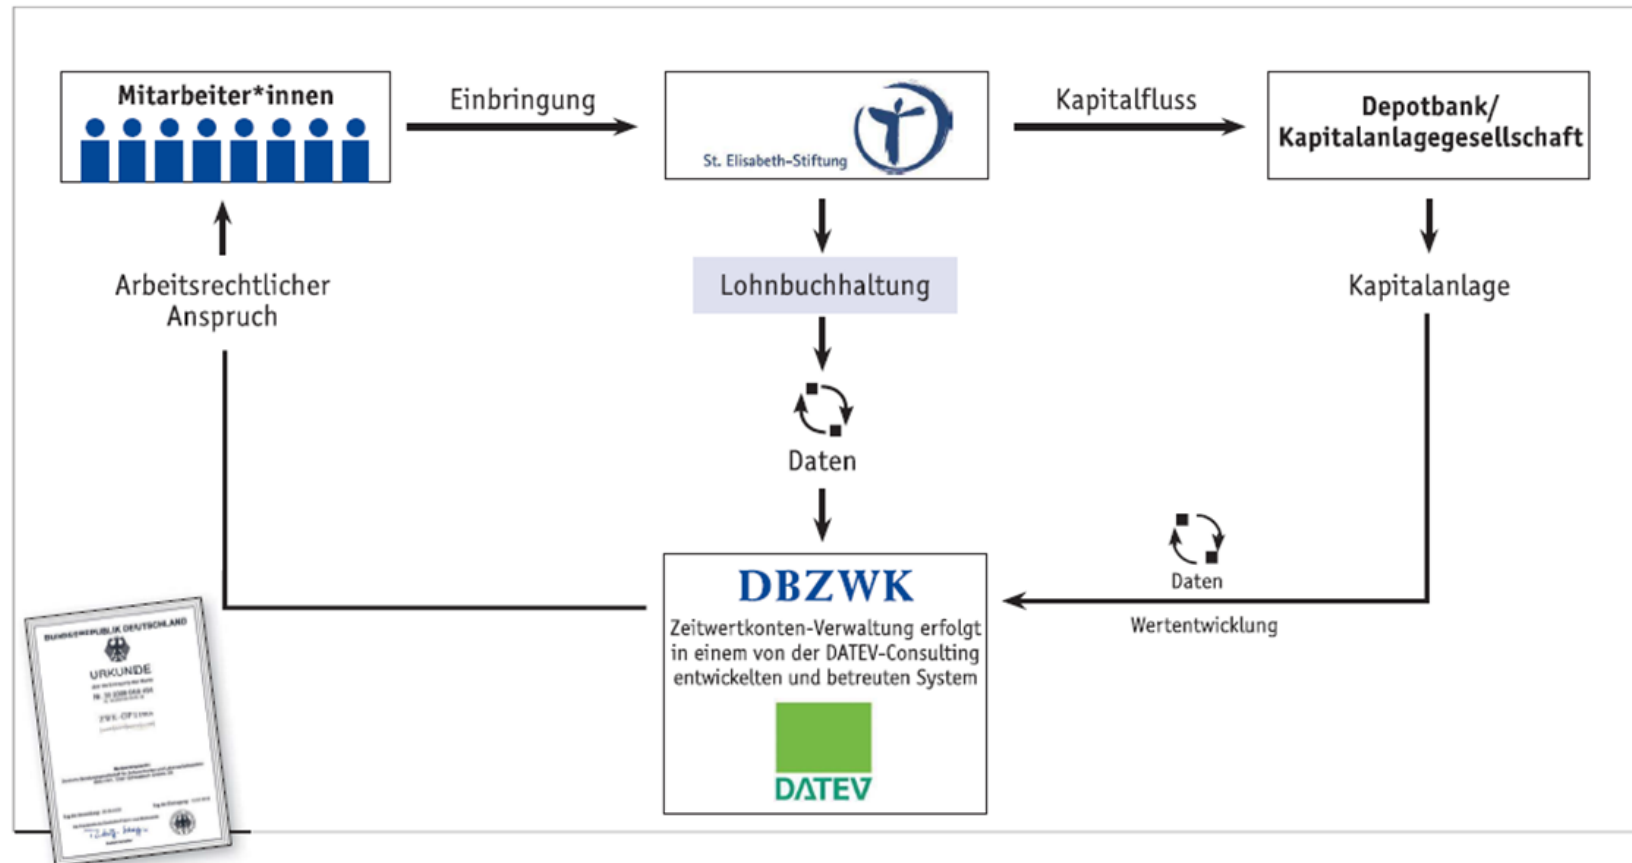 Mitarbeiter*innen
Einbringung
St. Elisabeth-Stiftung
Kapitalfluss
Depotbank/
Kapitalanlagegesellschaft
Arbeitsrechtlicher
Anspruch
Lohnbuchhaltung
Kapitalanlage
Daten
Daten
Wertentwicklung
DBZWK
Zeitwertkonten-Verwaltung erfolgt
in einem von der DATEV-Consulting
entwickelten und betreuten System
DATEV
BUNDESREPUBLIK DEUTSCHLAND
URKUNDE